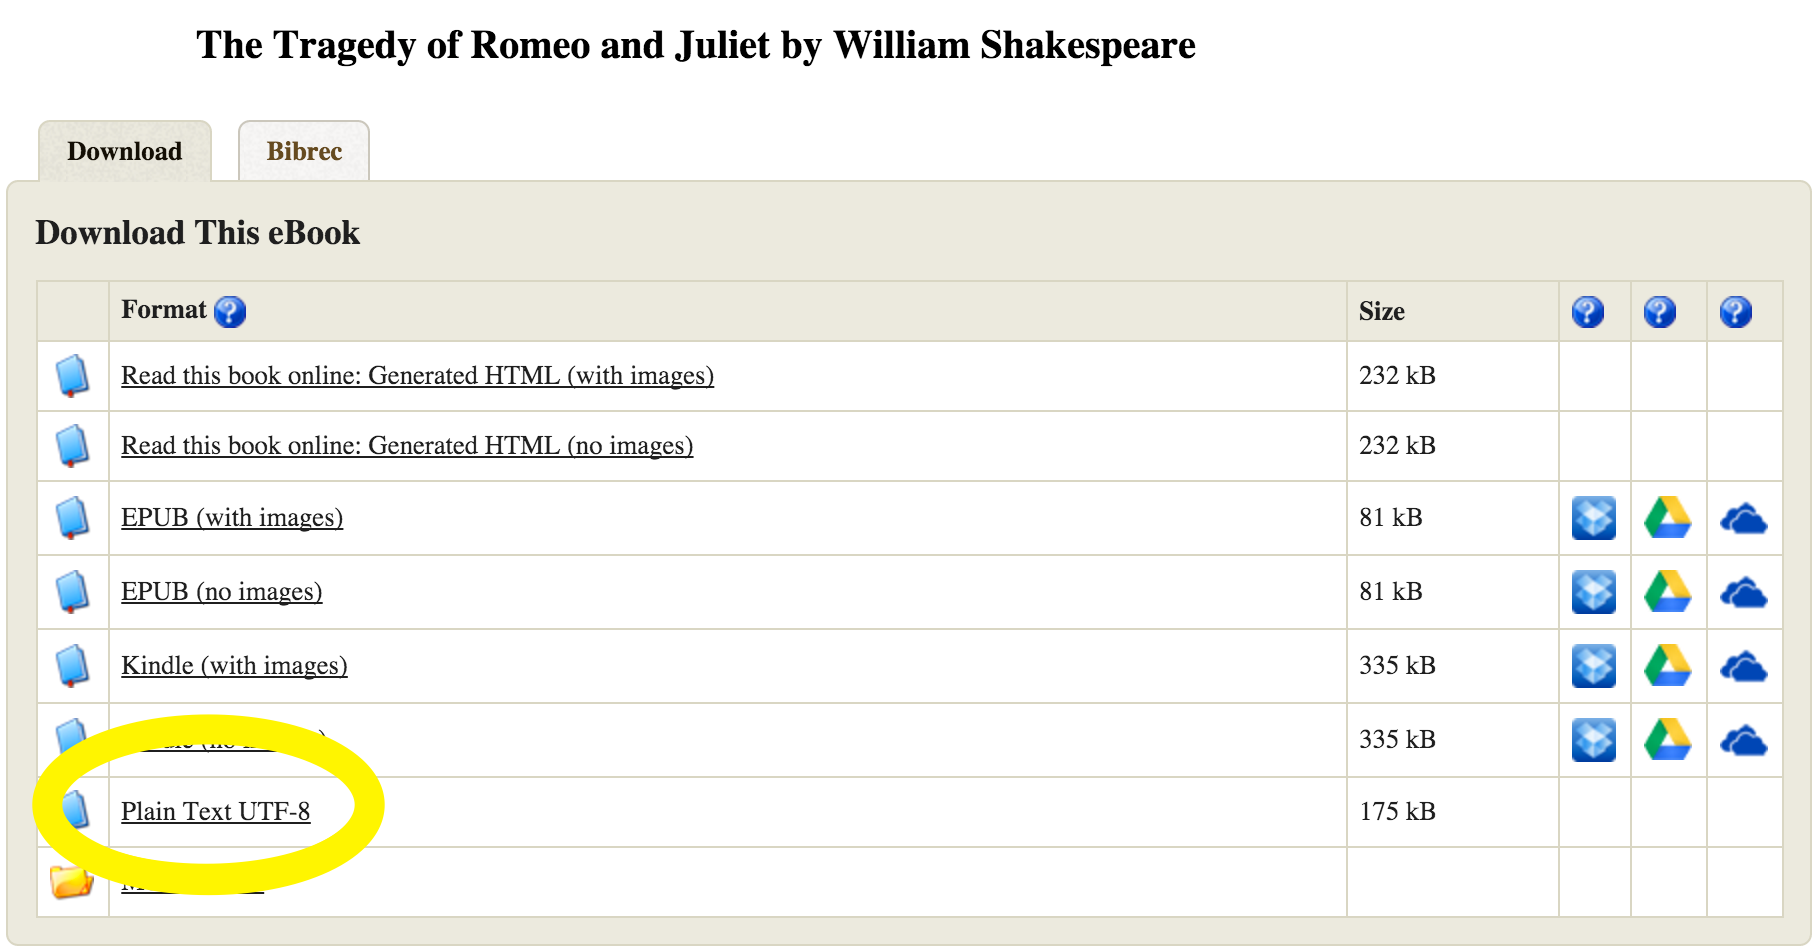 The Tragedy of Romeo and Juliet by William Shakespeare
Download Bibrec
Download This eBook
Format ? Size ? ? ?
Read this book online: Generated HTML (with images) 232 kB
Read this book online: Generated HTML (no images) 232 kB
EPUB (with images) 81 kB
EPUB (no images) 81 kB
Kindle (with images) 335 kB
(no 335 kB
Plain Text UTF-8 175 kB